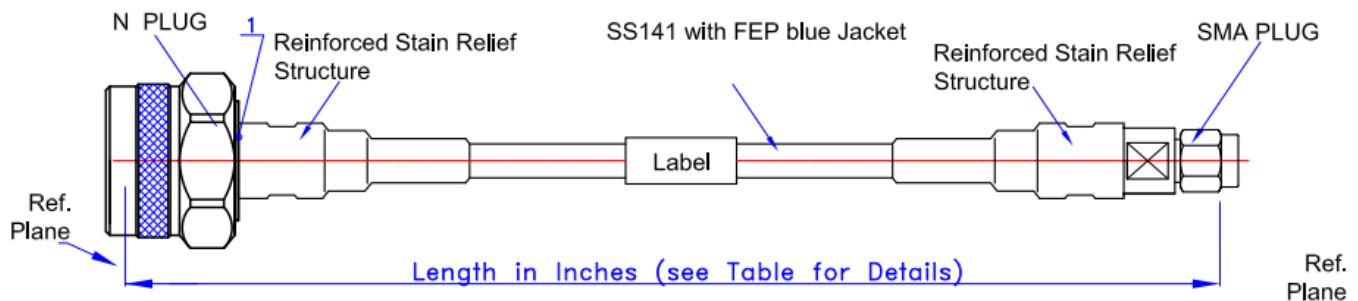 N PLUG
1
Reinforced Stain Relief
Structure
SS141 with FEP blue Jacket
Reinforced Stain Relief
Structure
SMA PLUG
Label
Ref.
Plane
Length in Inches (see Table for Details)
Ref.
Plane